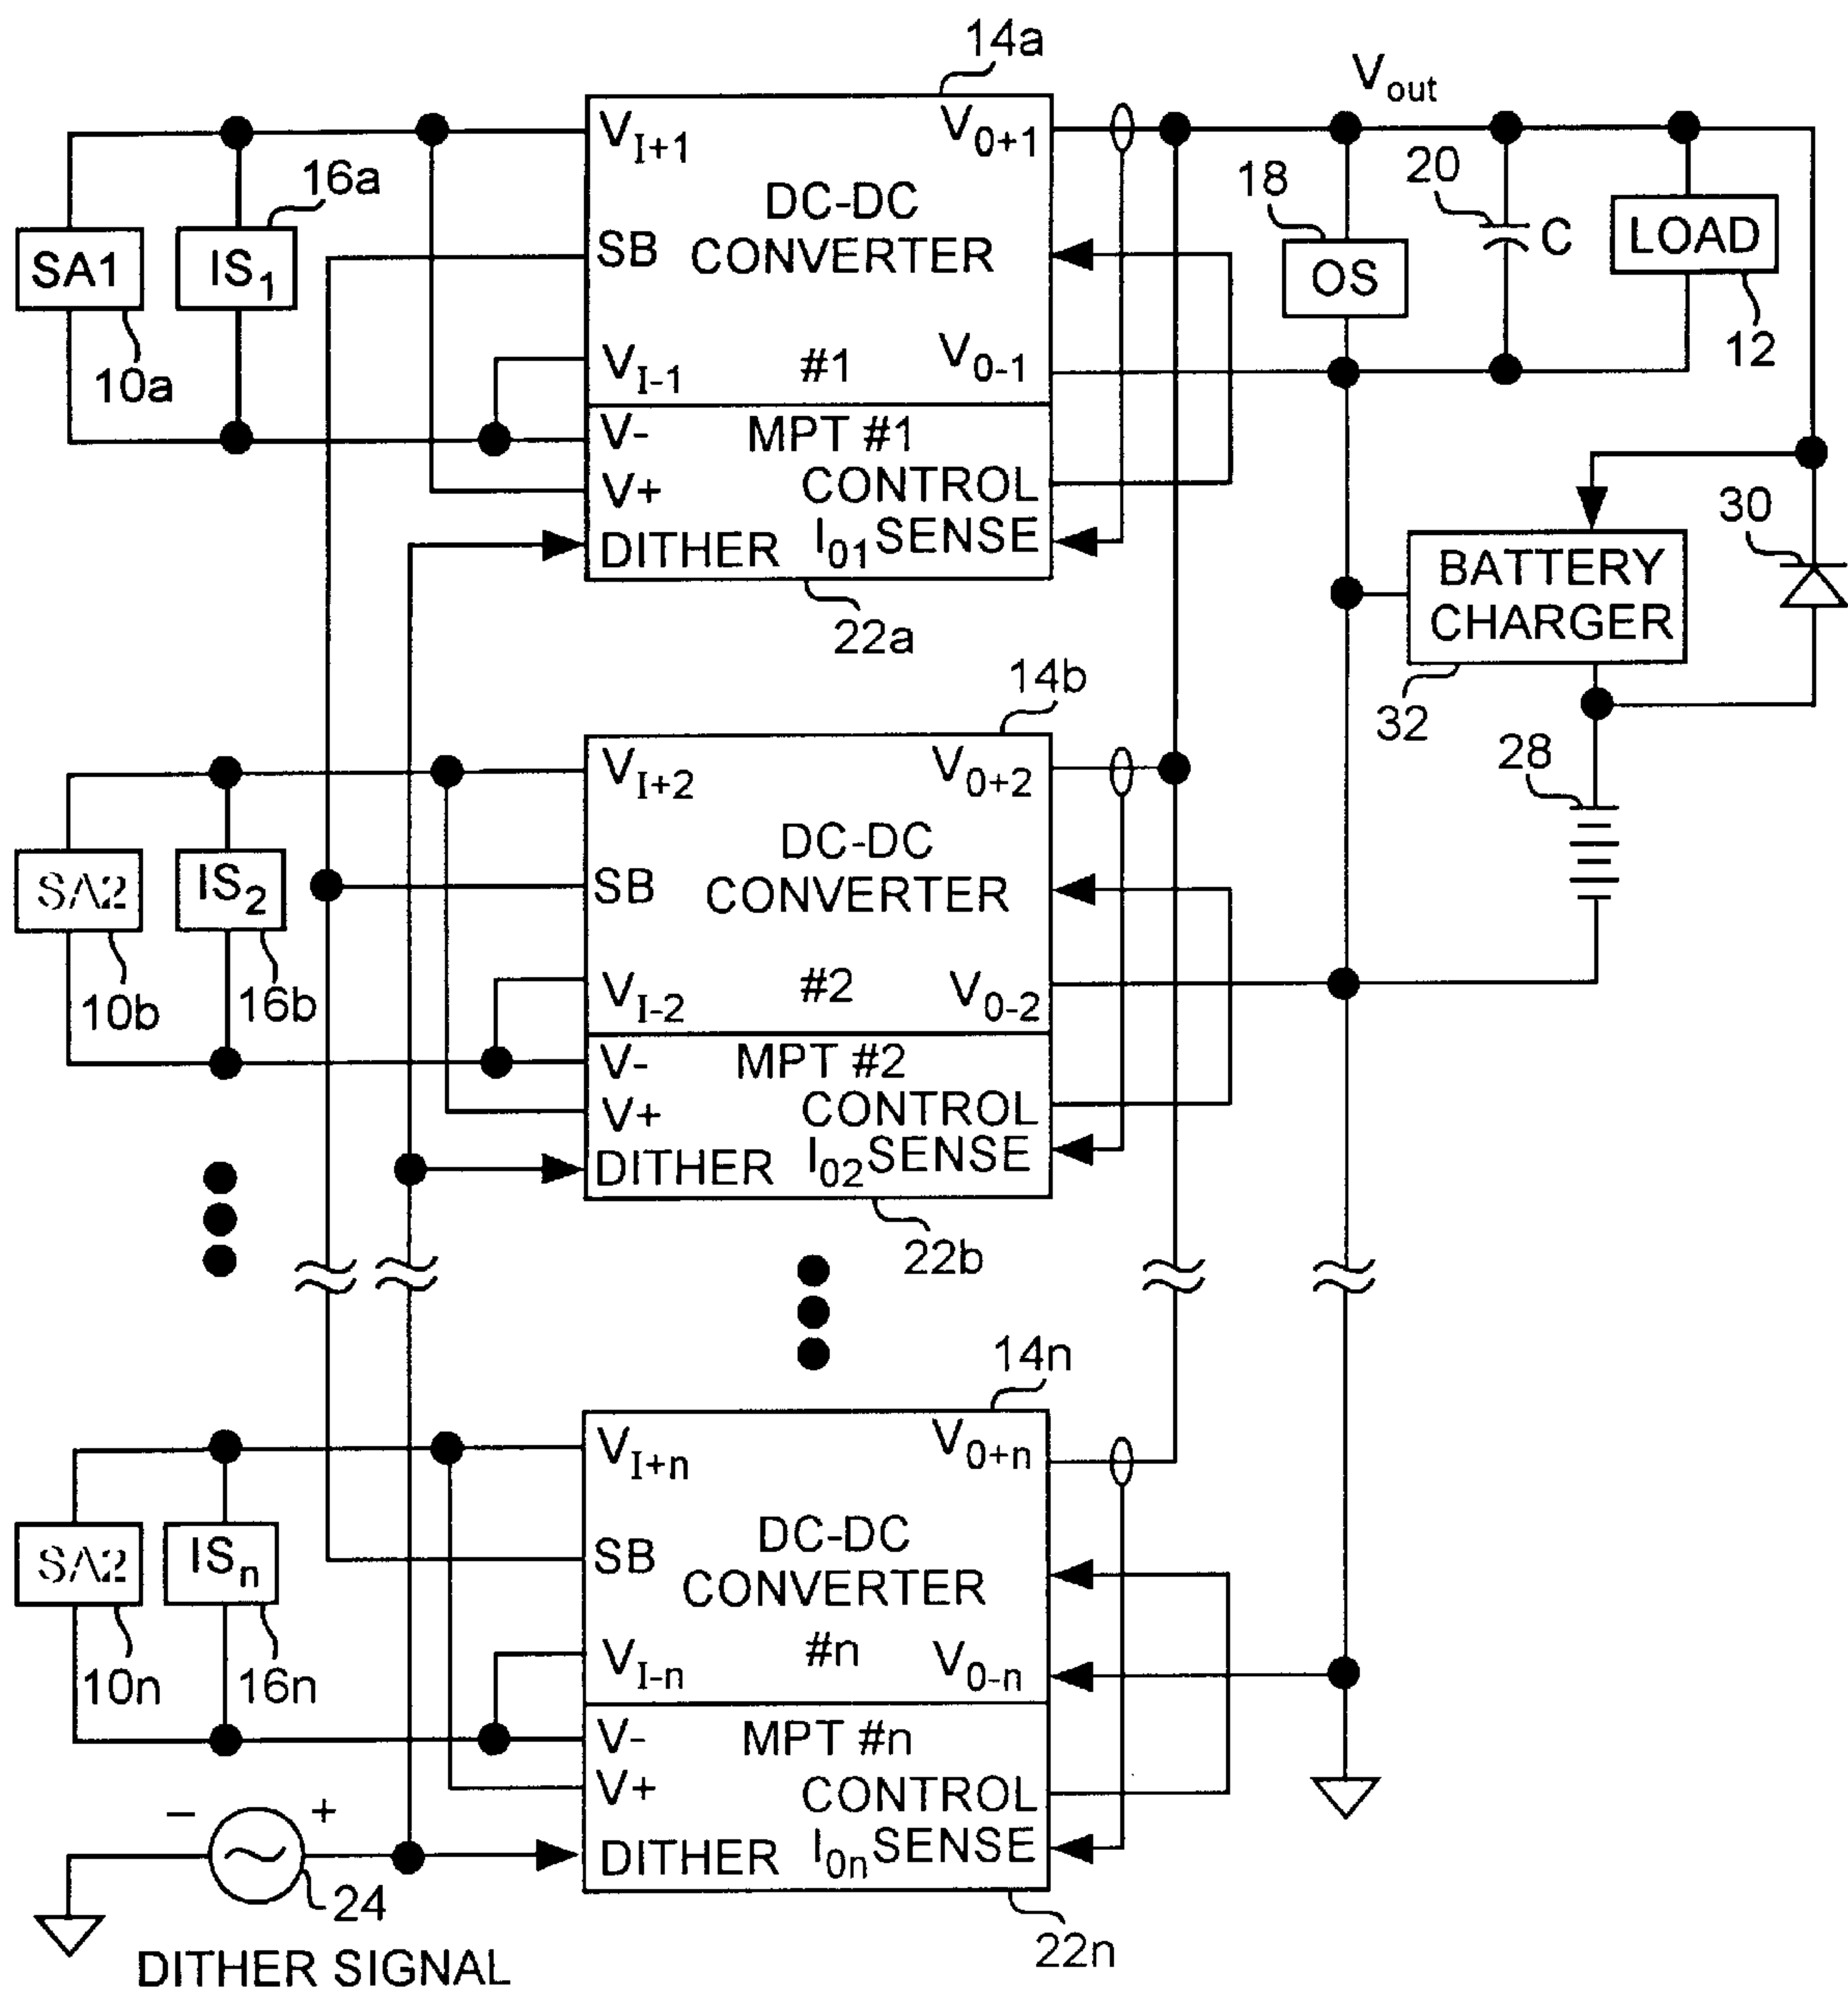 14a
V0+1
Vout
VI+1
16a
SA1
IS1
SB
DC-DC
CONVERTER
18
OS
20
C
LOAD
12
10a
VI-1
#1
V0-1
V-
MPT #1
V+
CONTROL
DITHER
I01 SENSE
22a
BATTERY
CHARGER
30
32
28
14b
VI+2
V0+2
SA2
IS2
SB
DC-DC
CONVERTER
10b
16b
VI-2
#2
V0-2
V-
MPT #2
V+
CONTROL
DITHER
I02 SENSE
22b
14n
VI+n
V0+n
SA2
ISn
SB
DC-DC
CONVERTER
10n
16n
VI-n
#n
V0-n
V-
MPT #n
V+
CONTROL
DITHER
I0n SENSE
22n
-
+
24
DITHER SIGNAL